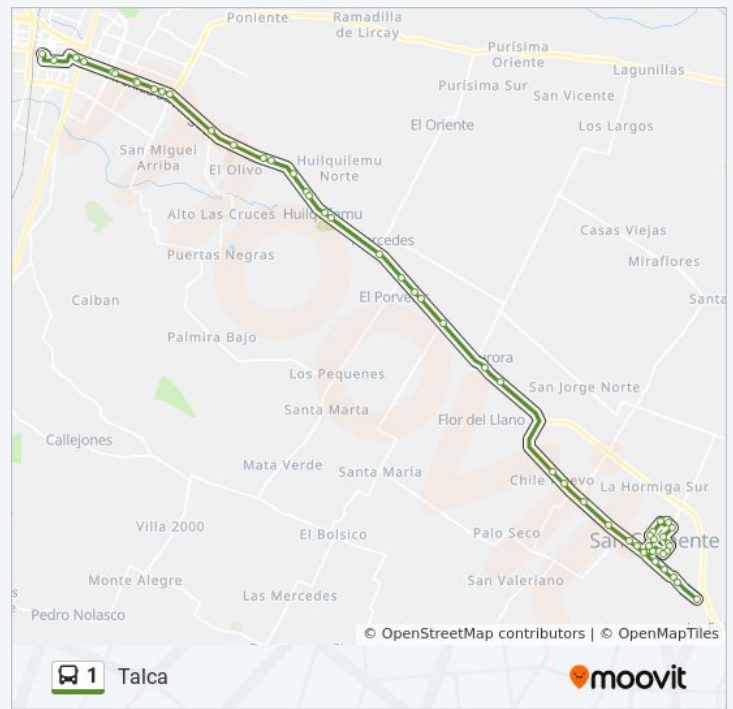 Poniente
Ramadilla
de Lircay
Purísima
Oriente
Lagunillas
Purísima Sur
San Vicente
El Oriente
Los Largos
San Miguel
Arriba
El Olivo
Huilquilemu
Norte
Alto Las Cruces
Casas Viejas
Puertas Negras
Miraflores
Santa
Caiban
El Porve
Palmira Bajo
Los Pequenes
San Jorge Norte
Santa Marta
Flor del Llano
Callejones
Mata Verde
Santa María
La Hormiga Sur
Villa 2000
El Bolsico
Palo Seco
San
Monte Alegre
San Valeriano
Las Mercedes
Pedro Nolasco
© OpenStreetMap contributors | © OpenMapTiles
1 Talca
moovit